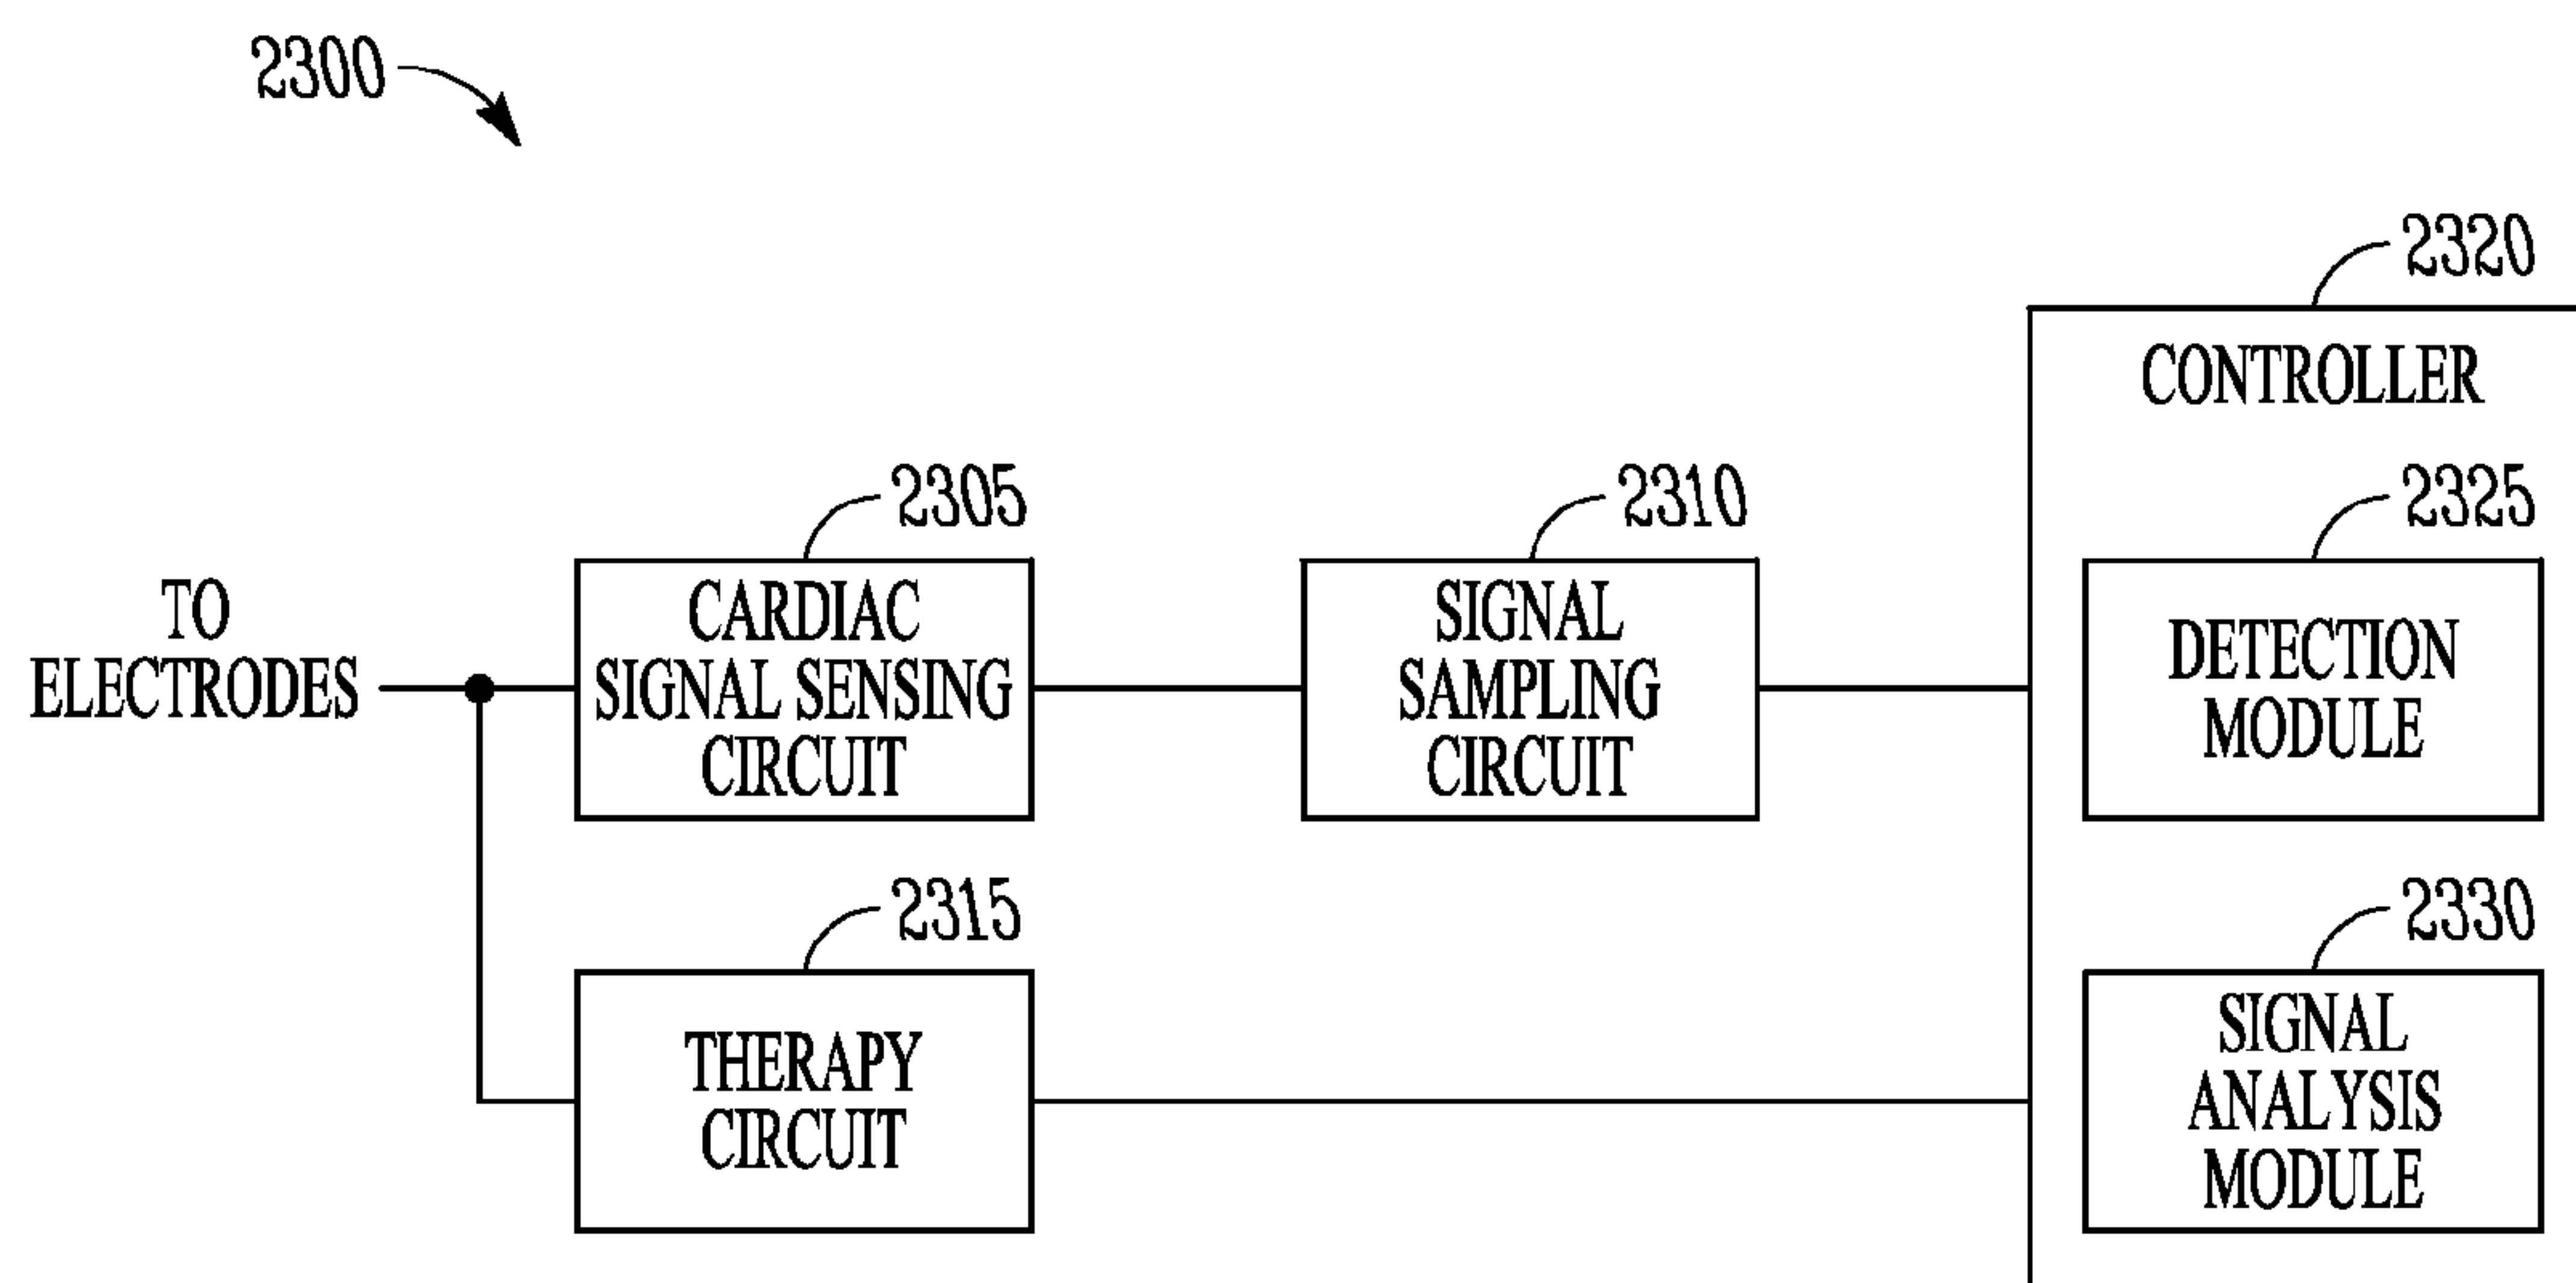 2300
2320
CONTROLLER
2305
2310
2325
TO
ELECTRODES
CARDIAC
SIGNAL SENSING
CIRCUIT
SIGNAL
SAMPLING
CIRCUIT
DETECTION
MODULE
2315
2330
THERAPY
CIRCUIT
SIGNAL
ANALYSIS
MODULE